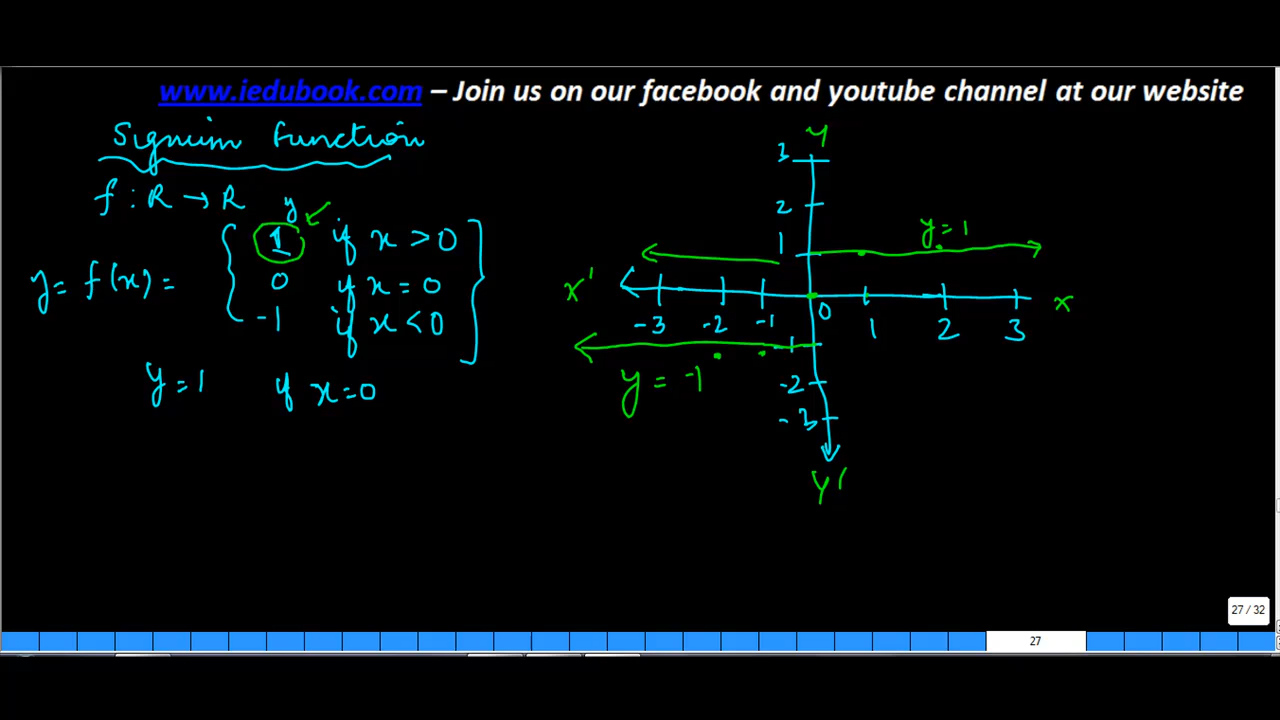 www.iedubook.com – Join us on our facebook and youtube channel at our website
Signum Function
f : R → R
y
y = f(x) = { 1 if x > 0
0 if x = 0
-1 if x < 0 }
y = 1 if x = 0
Y
3
2
1
y = 1
X'
X
-3 -2 -1 0 1 2 3
-1
y = -1
-2
-3
Y'
27 / 32
27